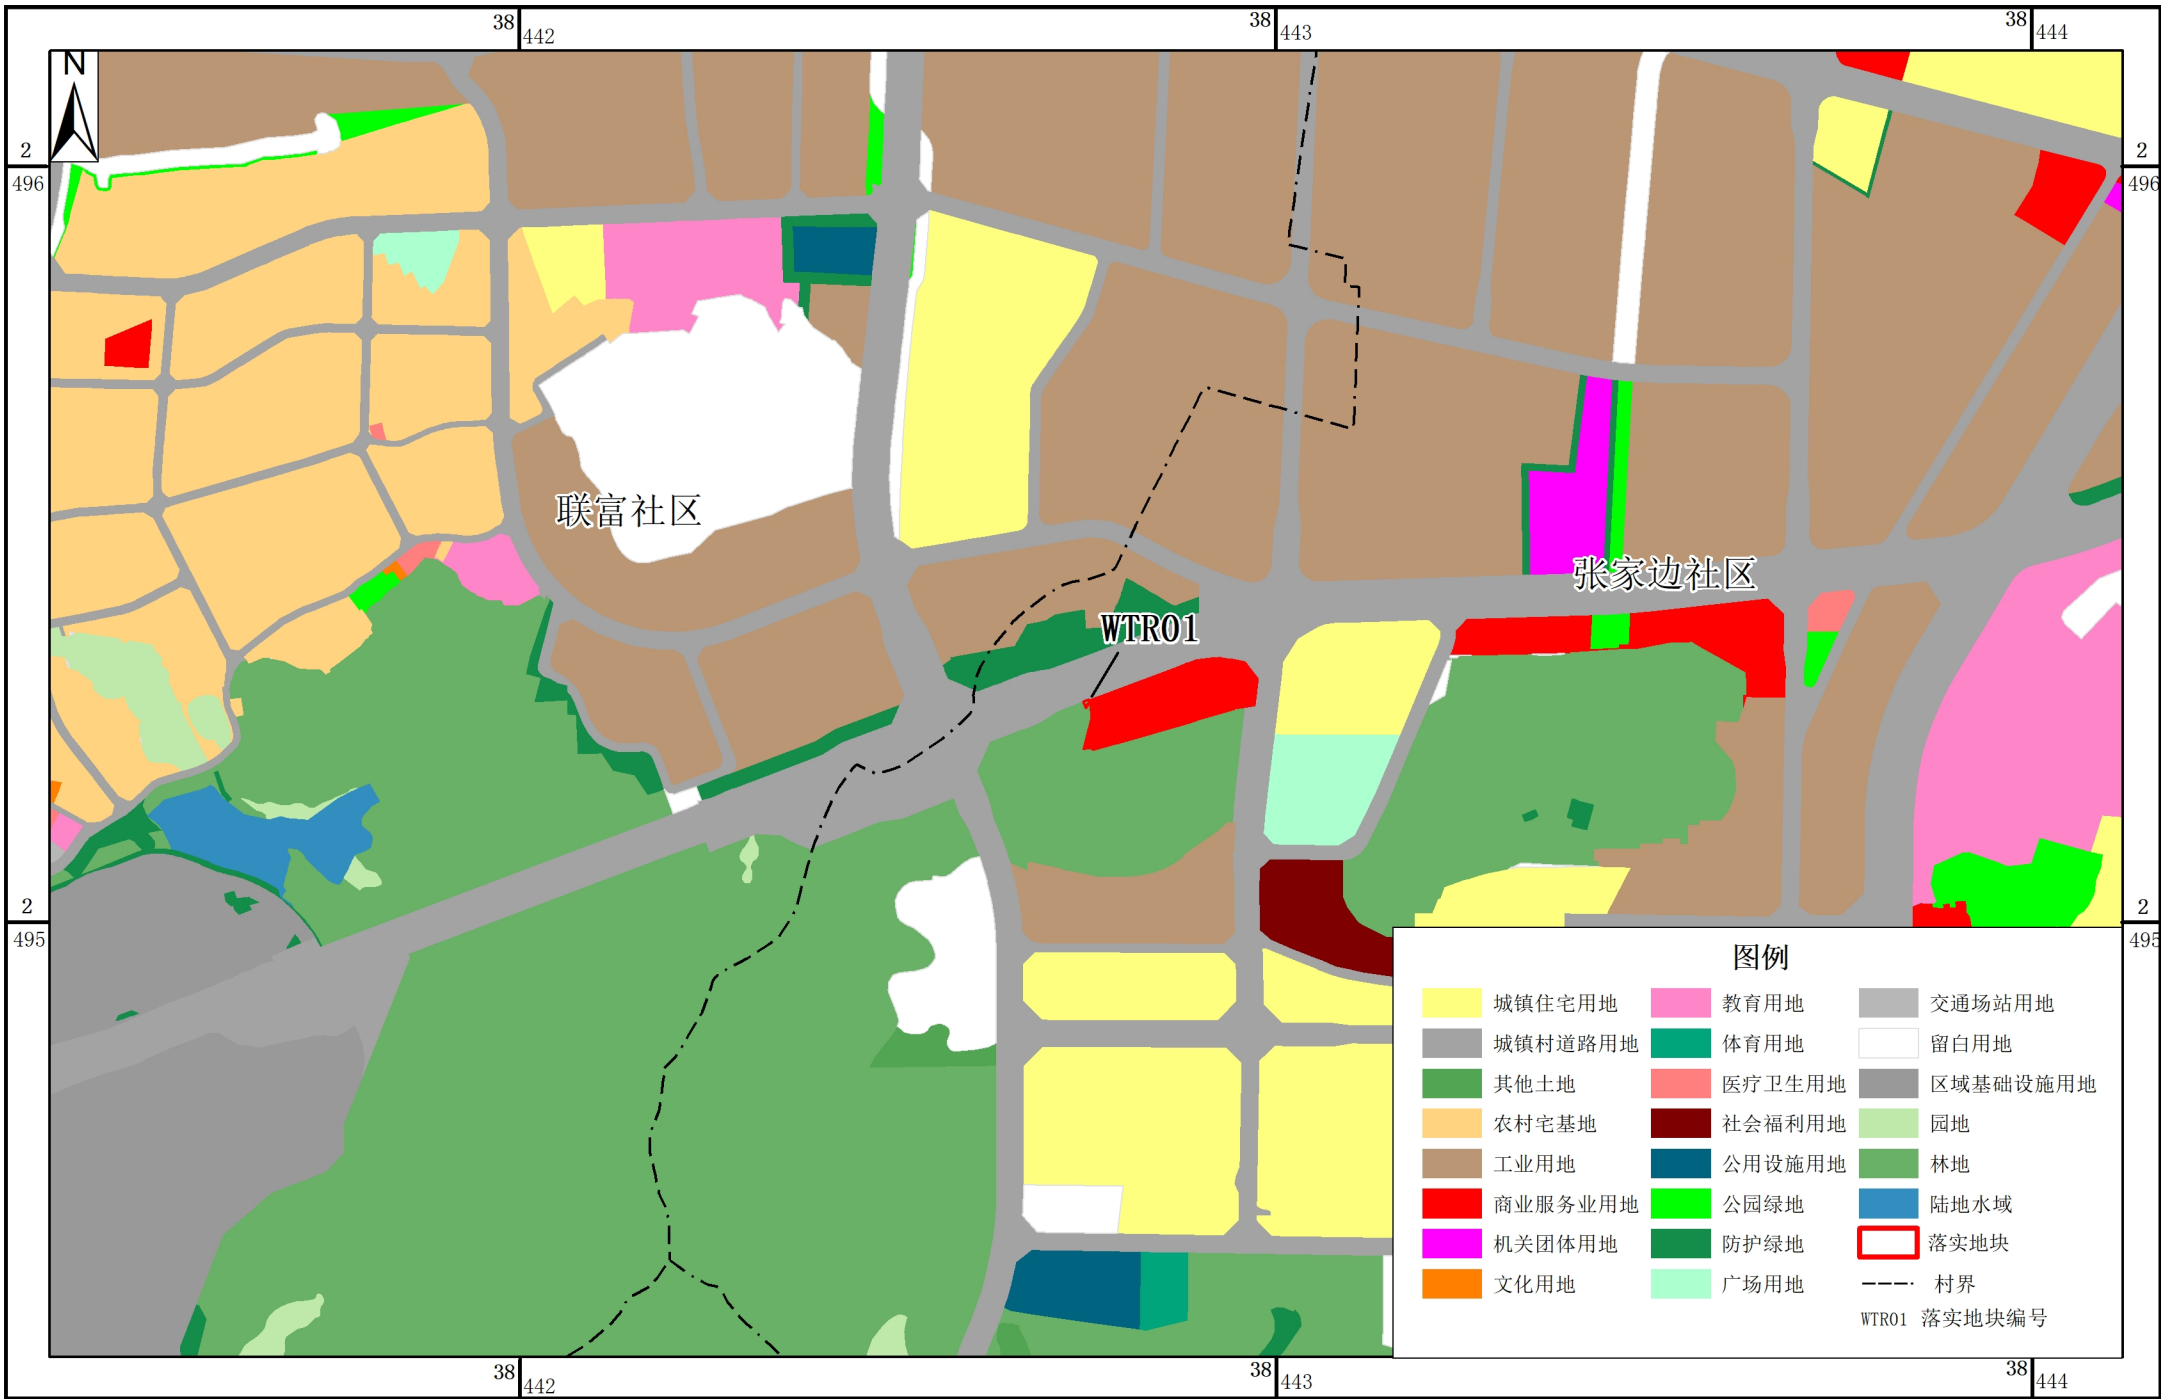 38 442
38 443
38 444
N
2 496
2 496
联富社区
张家边社区
WTR01
2 495
2 495
图例
城镇住宅用地 教育用地 交通场站用地
城镇村道路用地 体育用地 留白用地
其他土地 医疗卫生用地 区域基础设施用地
农村宅基地 社会福利用地 园地
工业用地 公用设施用地 林地
商业服务业用地 公园绿地 陆地水域
机关团体用地 防护绿地 落实地块
文化用地 广场用地 村界
WTR01 落实地块编号
38 442
38 443
38 444